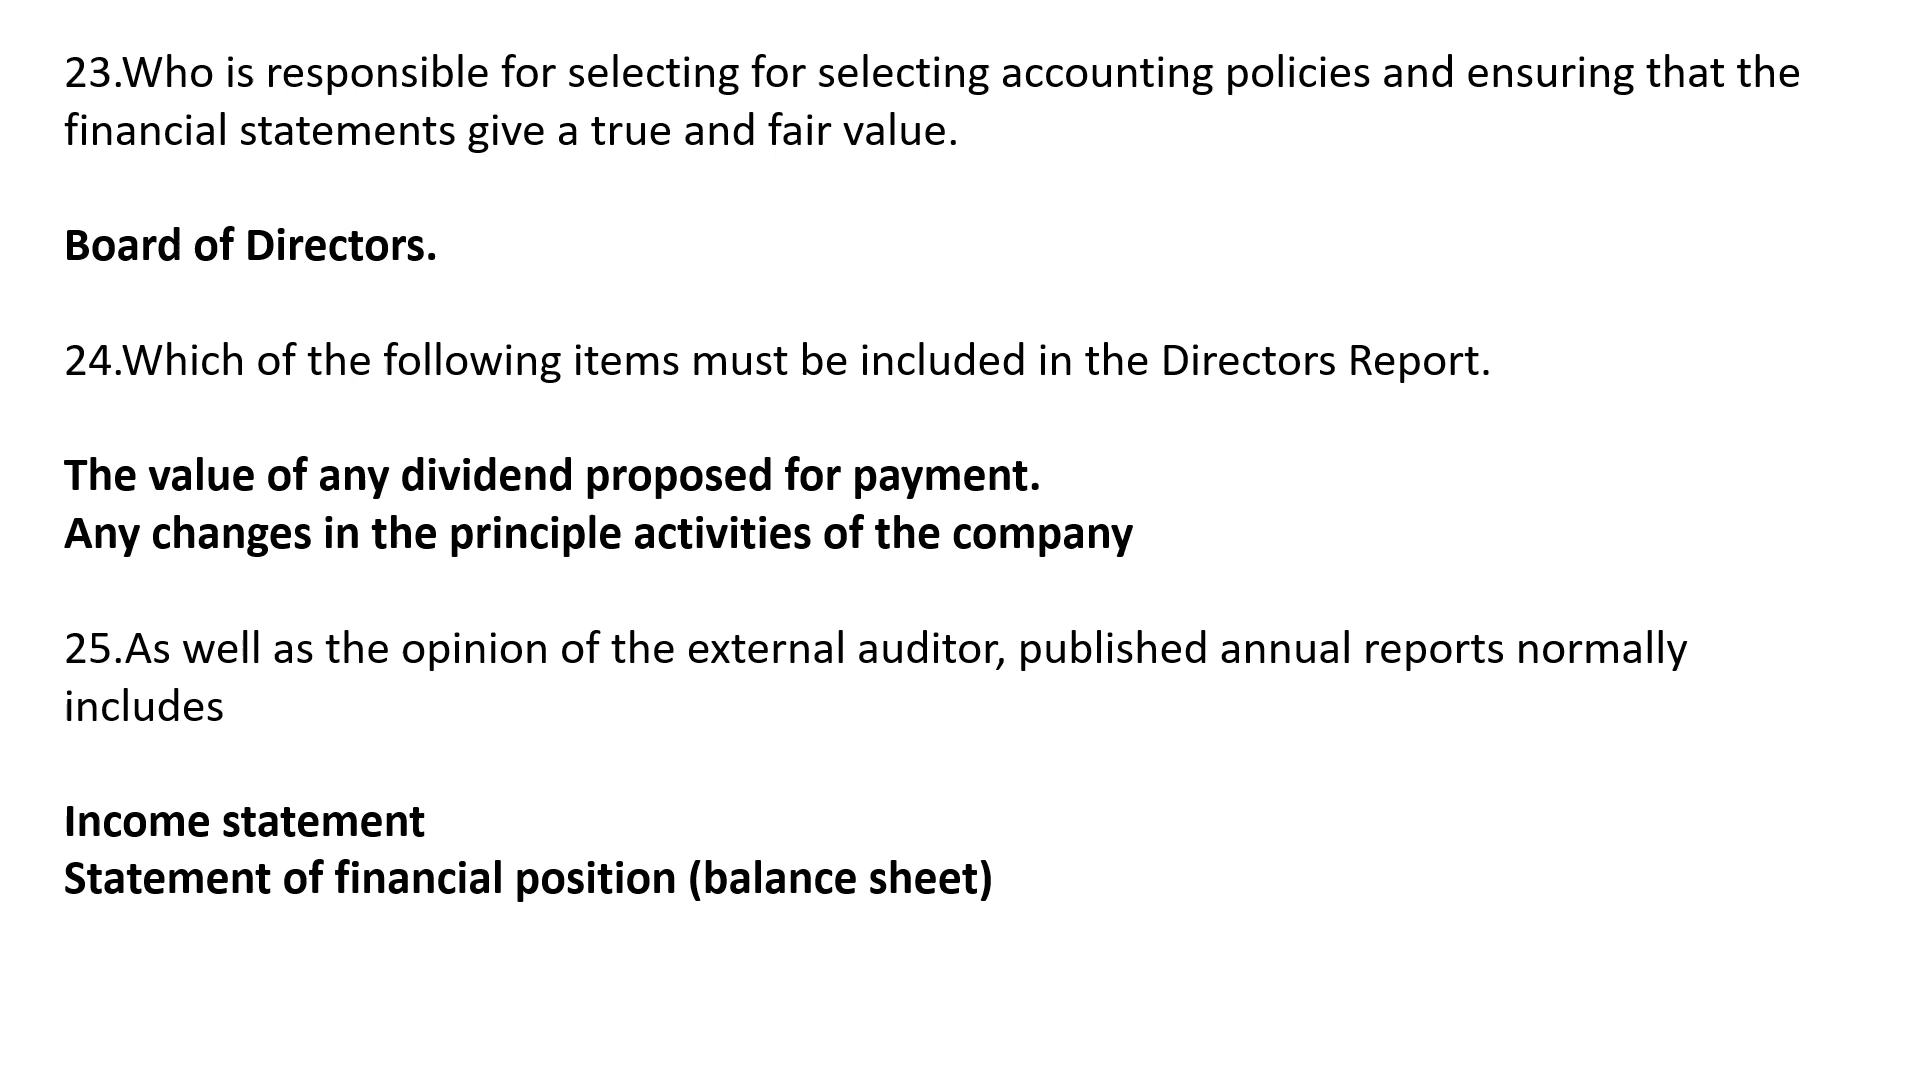 23.Who is responsible for selecting for selecting accounting policies and ensuring that the
financial statements give a true and fair value.
Board of Directors.
24.Which of the following items must be included in the Directors Report.
The value of any dividend proposed for payment.
Any changes in the principle activities of the company
25.As well as the opinion of the external auditor, published annual reports normally
includes
Income statement
Statement of financial position (balance sheet)